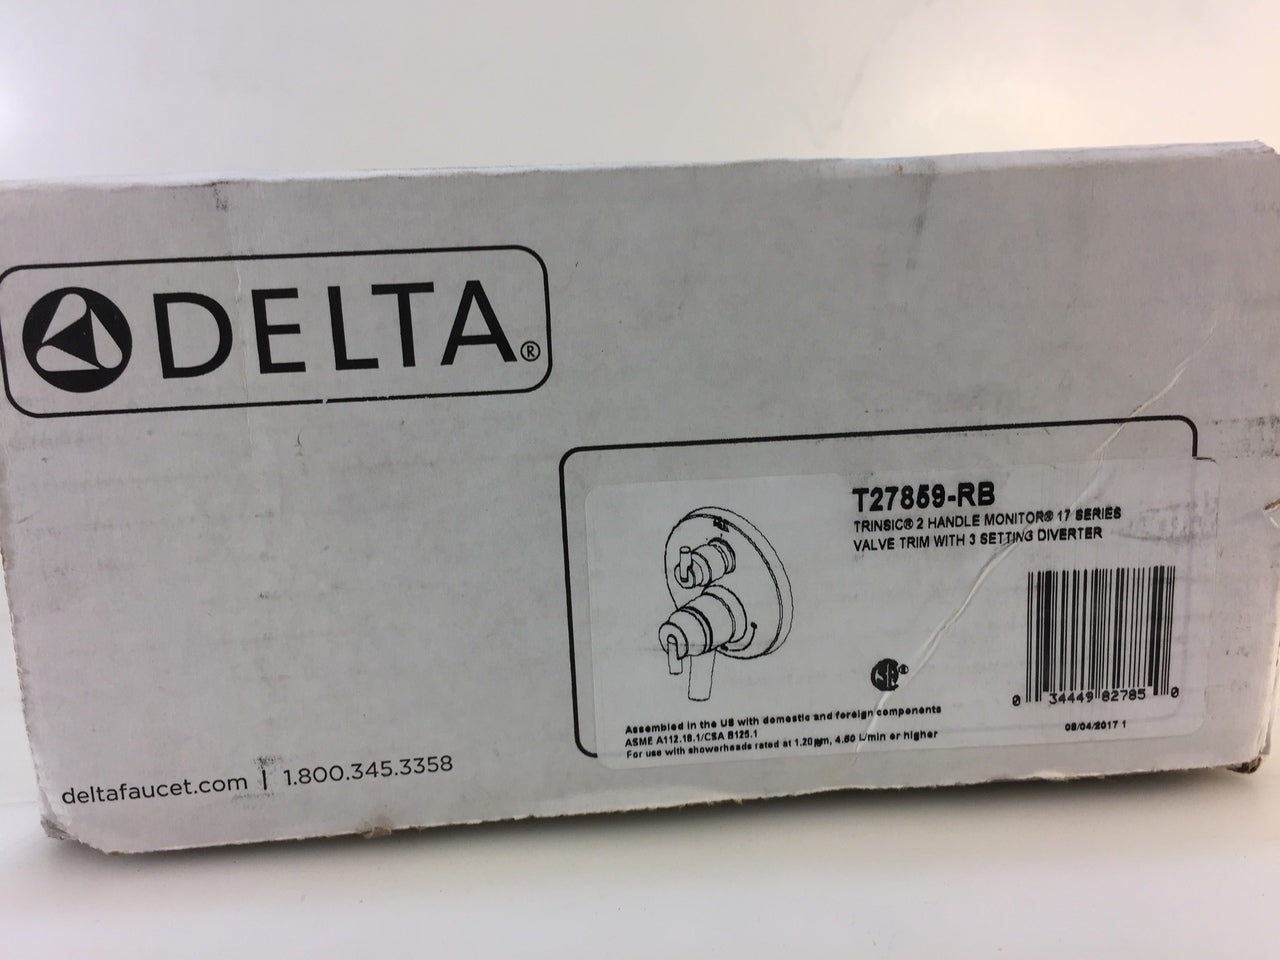 DELTA®
T27859-RB
TRINSIC® 2 HANDLE MONITOR® 17 SERIES
VALVE TRIM WITH 3 SETTING DIVERTER
CSA®
0 34449 82785 0
08/04/2017 1
Assembled in the US with domestic and foreign components
ASME A112.18.1/CSA B125.1
For use with showerheads rated at 1.20 gpm, 4.50 L/min or higher
deltafaucet.com | 1.800.345.3358